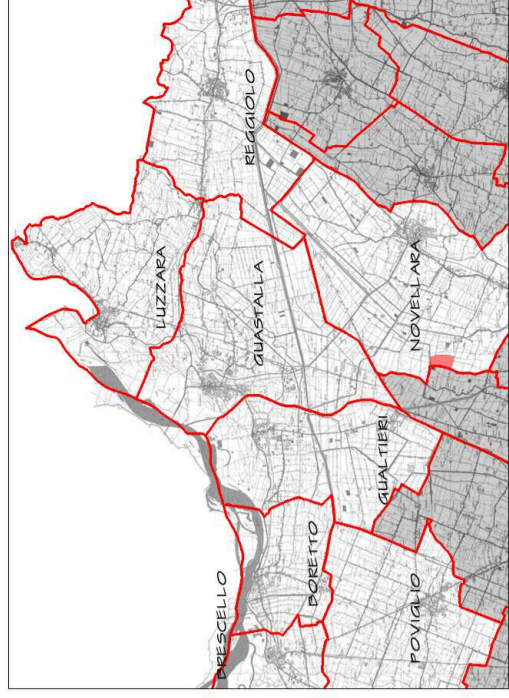 LUZZARA
BRESCELLO
GUASTALLA
REGGIOLO
BORETTO
GUALTIERI
POVIGLIO
NOVELLARA